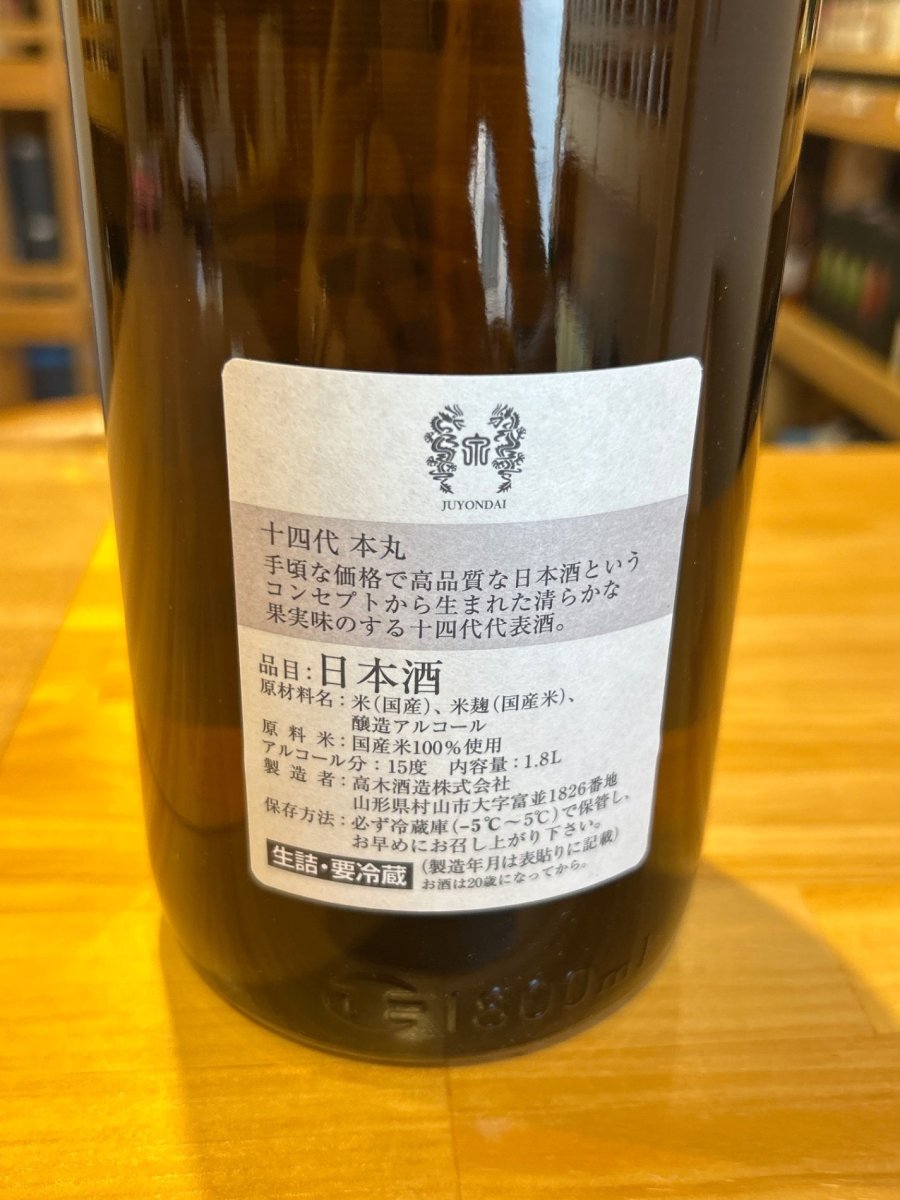 JUYONDAI
十四代 本丸
手頃な価格で高品質な日本酒という
コンセプトから生まれた清らかな
果実味のする十四代代表酒。
品目:日本酒
原材料名:米(国産)、米麹(国産米)、
醸造アルコール
原料米:国産米100%使用
アルコール分:15度 内容量:1.8L
製造者:高木酒造株式会社
山形県村山市大字富並1826番地
保存方法:必ず冷蔵庫(-5℃〜5℃)で保管し、
お早めにお召し上がり下さい。
生詰・要冷蔵 (製造年月は表貼りに記載)
お酒は20歳になってから。
1800ml